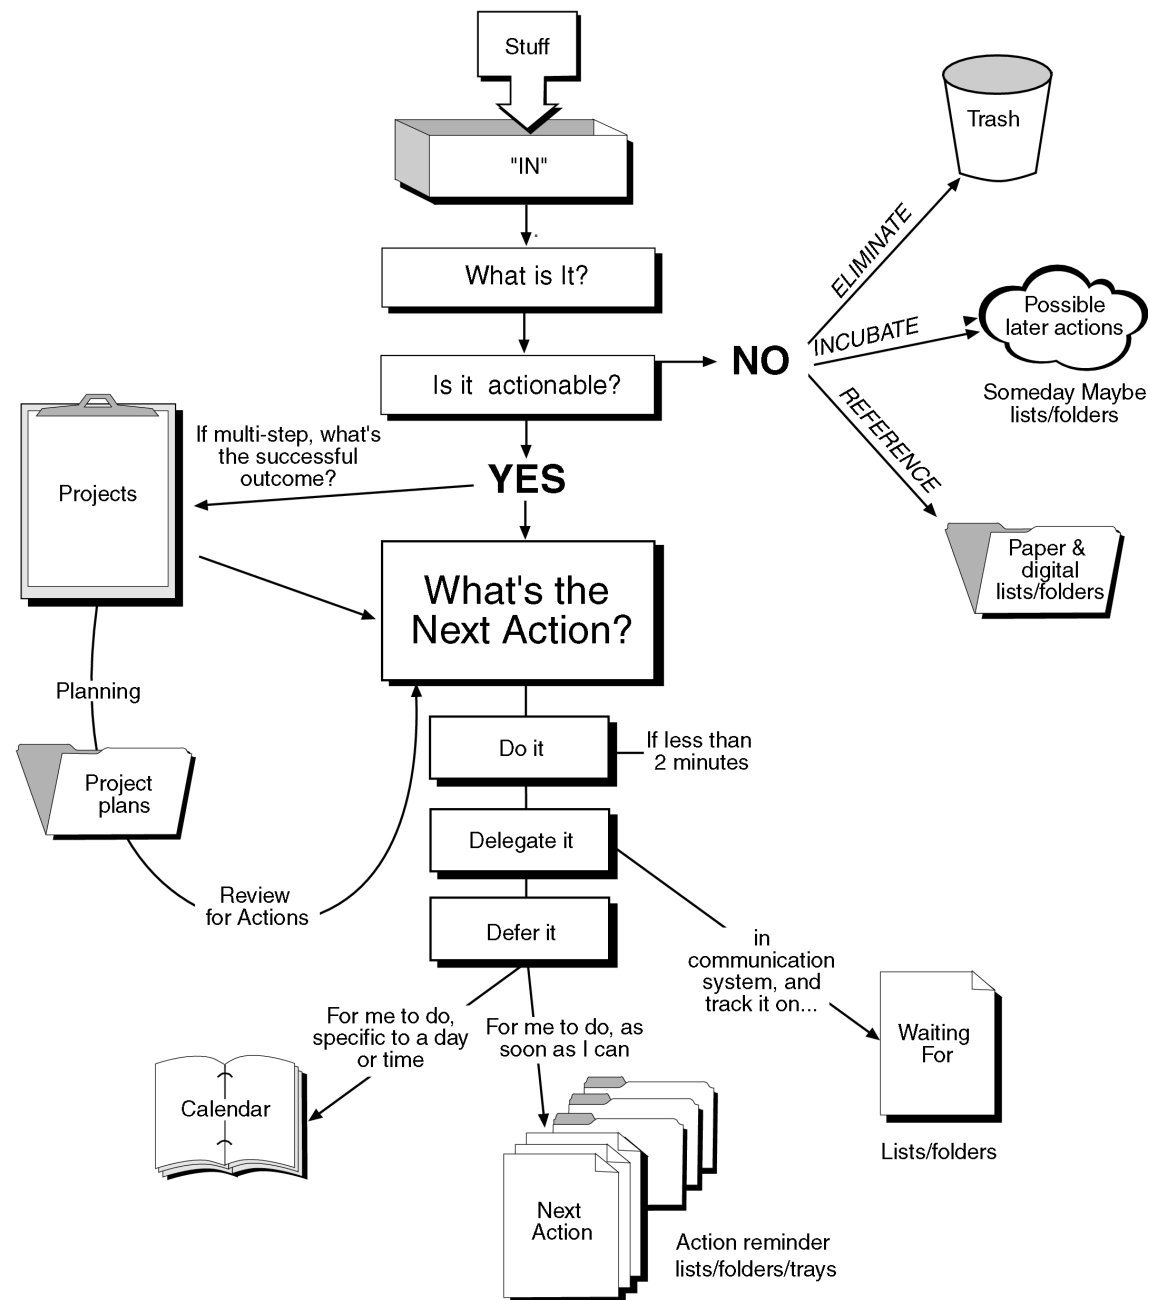 Stuff
"IN"
What is It?
Is it actionable?
NO
ELIMINATE
Trash
INCUBATE
Possible
later actions
Someday Maybe
lists/folders
REFERENCE
Paper &
digital
lists/folders
YES
If multi-step, what's
the successful
outcome?
Projects
Planning
Project
plans
Review
for Actions
What's the
Next Action?
Do it
If less than
2 minutes
Delegate it
in
communication
system, and
track it on...
Waiting
For
Lists/folders
Defer it
For me to do,
specific to a day
or time
Calendar
For me to do, as
soon as I can
Next
Action
Action reminder
lists/folders/trays